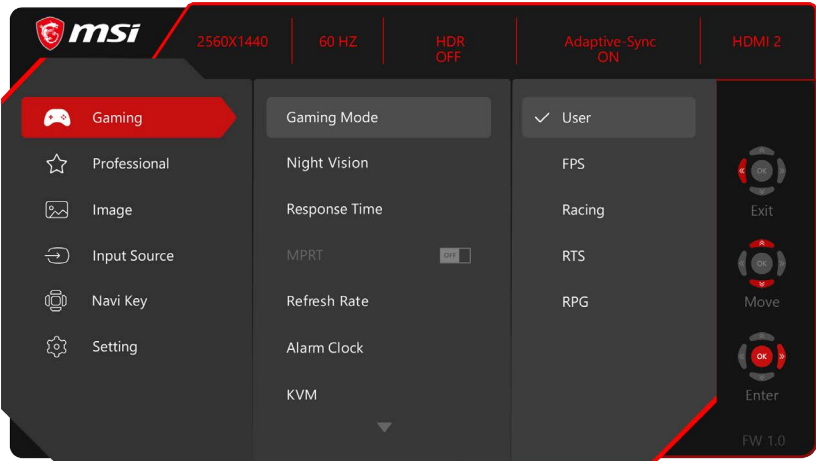 msi
2560X1440
60 HZ
HDR
OFF
Adaptive-Sync
ON
HDMI 2
Gaming
Professional
Image
Input Source
Navi Key
Setting
Gaming Mode
Night Vision
Response Time
MPRT OFF
Refresh Rate
Alarm Clock
KVM
User
FPS
Racing
RTS
RPG
OK
Exit
OK
Move
OK
Enter
FW 1.0